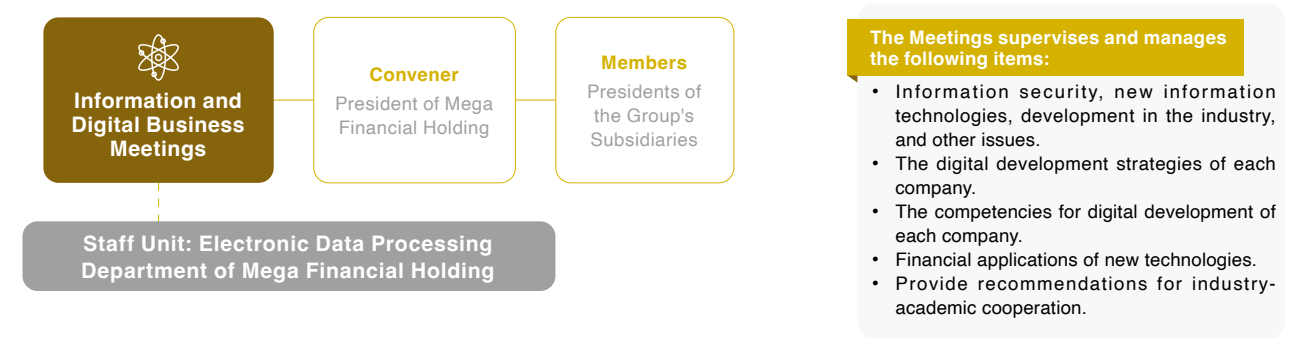 Information and
Digital Business
Meetings
Convener
President of Mega
Financial Holding
Members
Presidents of
the Group's
Subsidiaries
Staff Unit: Electronic Data Processing
Department of Mega Financial Holding
The Meetings supervises and manages
the following items:
• Information security, new information
technologies, development in the industry,
and other issues.
• The digital development strategies of each
company.
• The competencies for digital development of
each company.
• Financial applications of new technologies.
• Provide recommendations for industry-
academic cooperation.